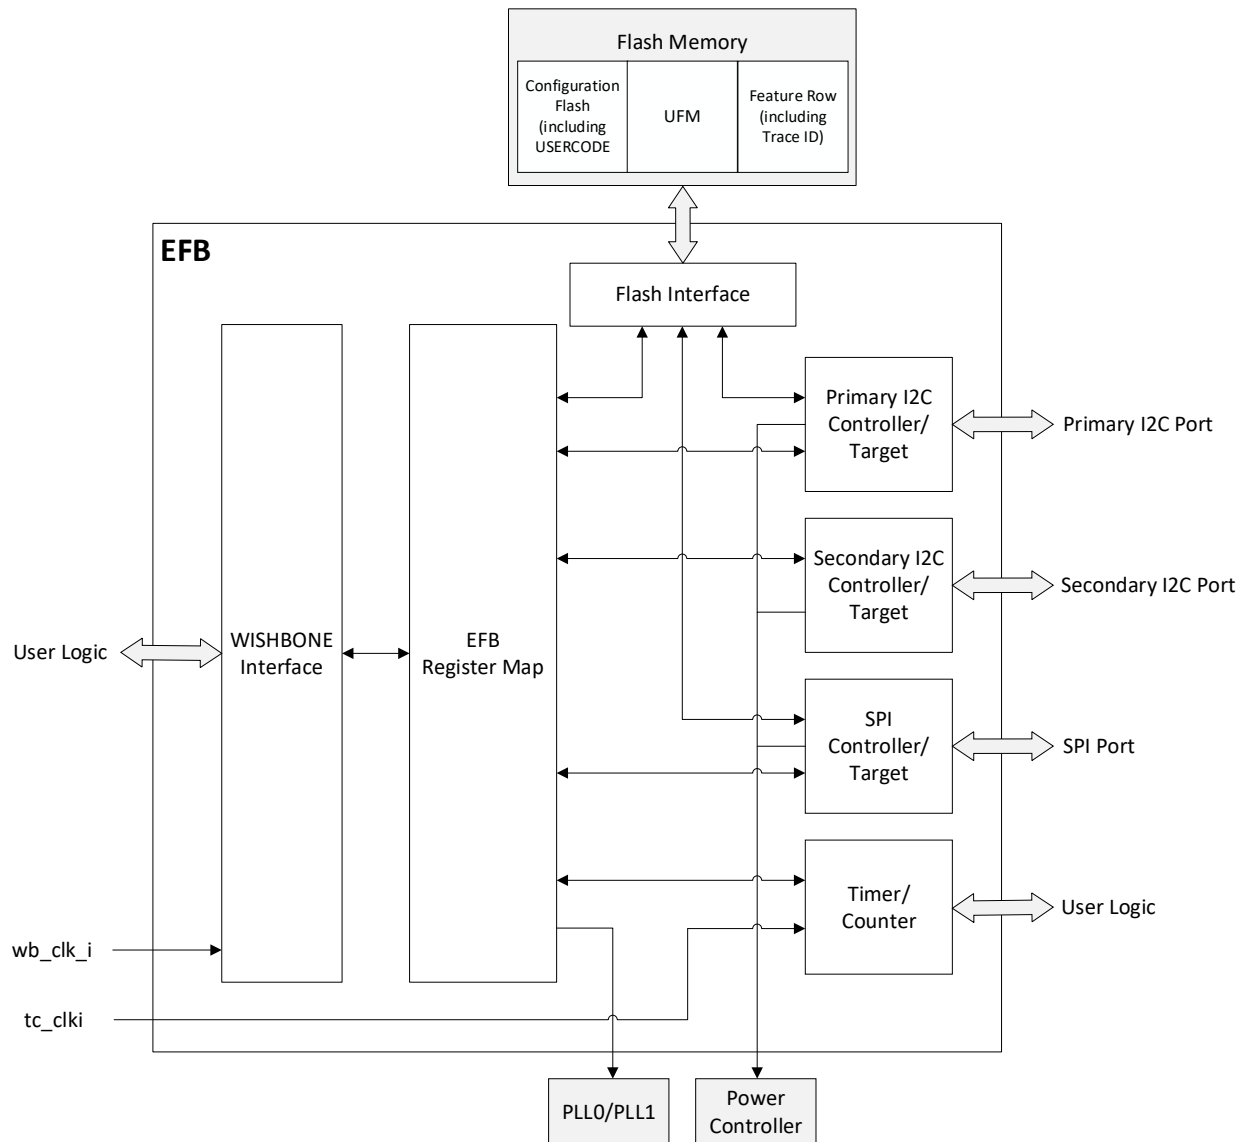 Flash Memory
Configuration
Flash
(including
USERCODE
UFM
Feature Row
(including
Trace ID)
EFB
Flash Interface
Primary I2C
Controller/
Target
Primary I2C Port
Secondary I2C
Controller/
Target
Secondary I2C Port
User Logic
WISHBONE
Interface
EFB
Register Map
SPI
Controller/
Target
SPI Port
Timer/
Counter
User Logic
wb_clk_i
tc_clki
PLL0/PLL1
Power
Controller